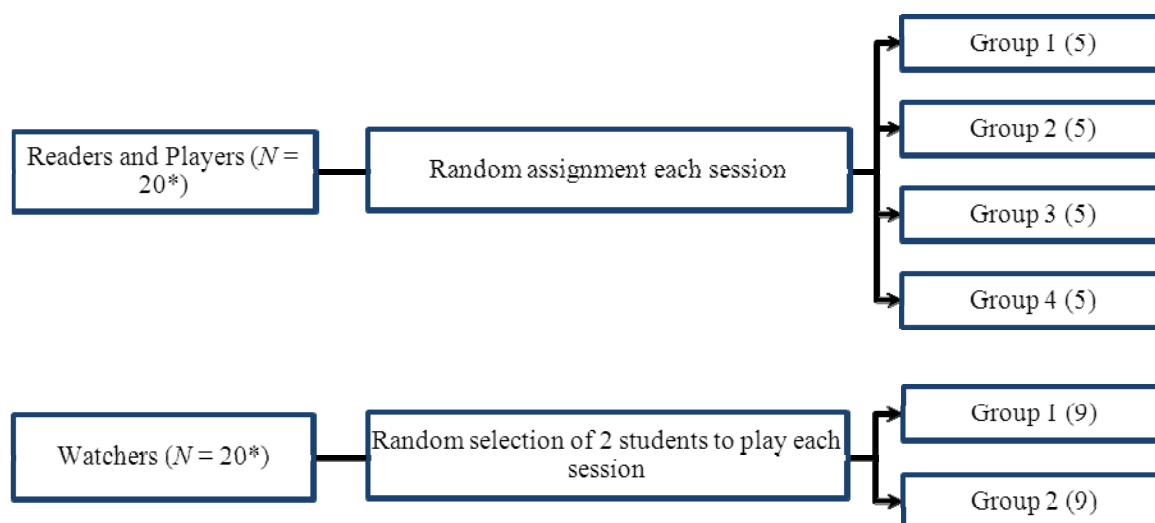 Readers and Players (N =
20*)
Random assignment each session
Group 1 (5)
Group 2 (5)
Group 3 (5)
Group 4 (5)
Watchers (N = 20*)
Random selection of 2 students to play each
session
Group 1 (9)
Group 2 (9)